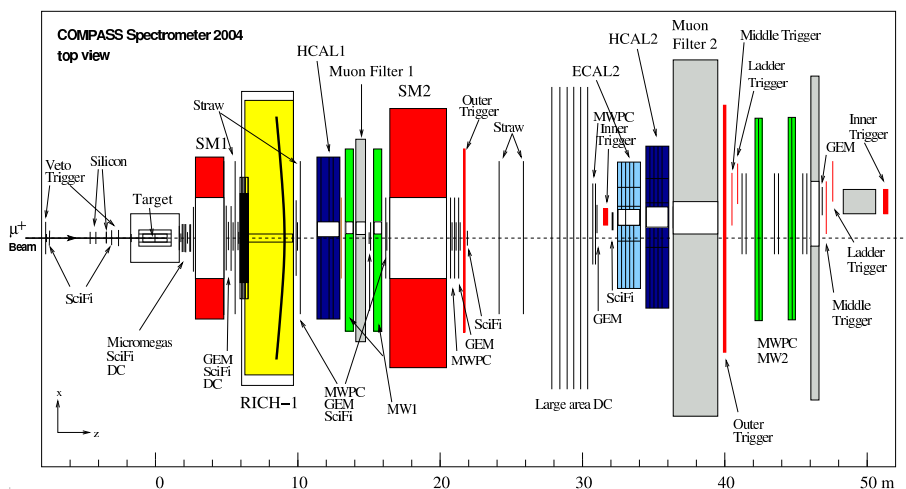 COMPASS Spectrometer 2004
top view
HCAL1
Muon Filter 1
SM2
HCAL2
Muon
Filter 2
ECAL2
Middle Trigger
Ladder
Trigger
Outer
Trigger
Straw
Straw
MWPC
Inner
Trigger
Inner
Trigger
GEM
SM1
Veto
Trigger
Silicon
Target
μ+
Beam
SciFi
Micromegas
SciFi
DC
GEM
SciFi
DC
RICH-1
MWPC
GEM
SciFi
MW1
SciFi
GEM
MWPC
Large area DC
SciFi
GEM
MWPC
MW2
Ladder
Trigger
Middle
Trigger
Outer
Trigger
x
z
0 10 20 30 40 50 m